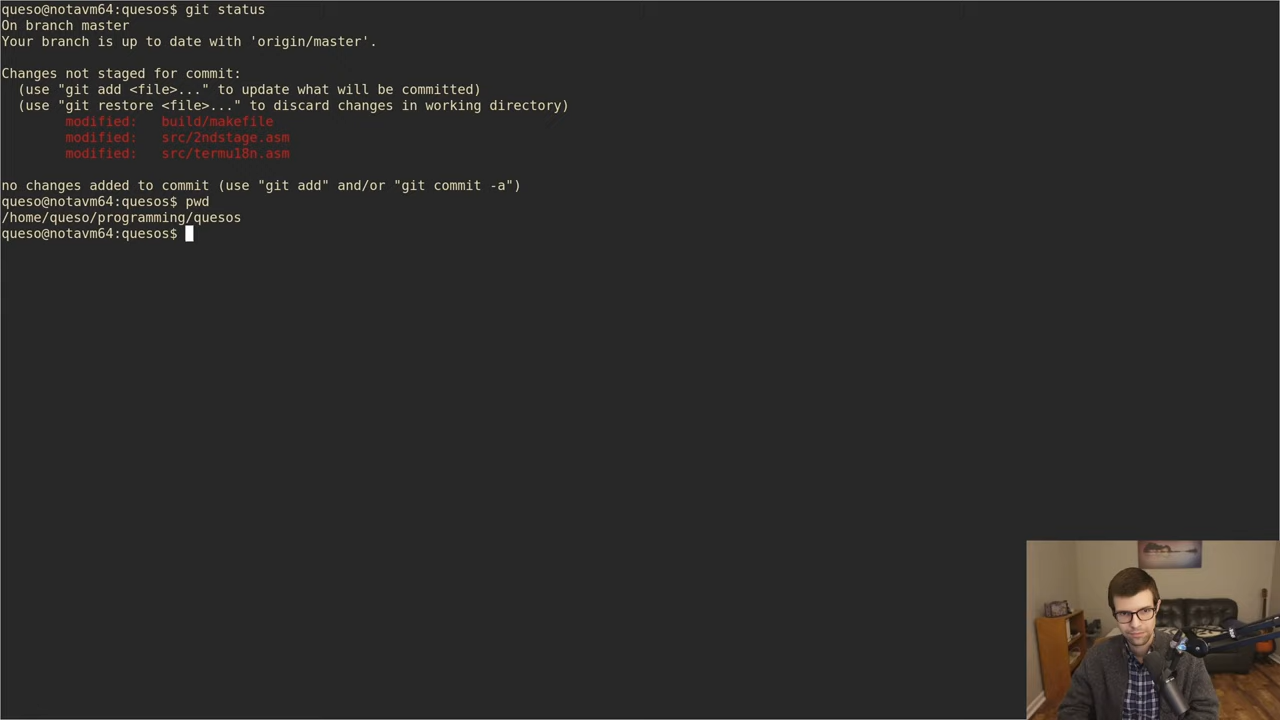 queso@notavm64:quesos$ git status
On branch master
Your branch is up to date with 'origin/master'.
Changes not staged for commit:
(use "git add <file>..." to update what will be committed)
(use "git restore <file>..." to discard changes in working directory)
modified:   build/makefile
modified:   src/2ndstage.asm
modified:   src/termu18n.asm
no changes added to commit (use "git add" and/or "git commit -a")
queso@notavm64:quesos$ pwd
/home/queso/programming/quesos
queso@notavm64:quesos$